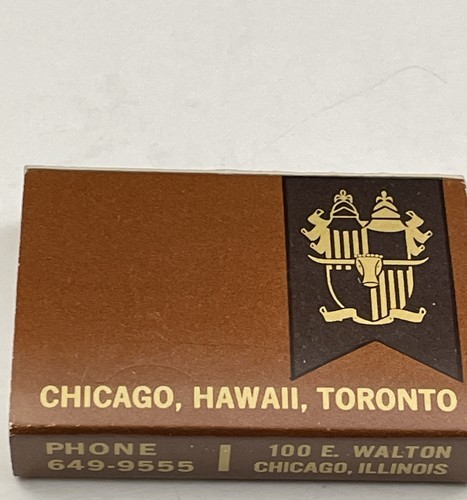 CHICAGO, HAWAII, TORONTO
PHONE
649-9555
100 E. WALTON
CHICAGO, ILLINOIS